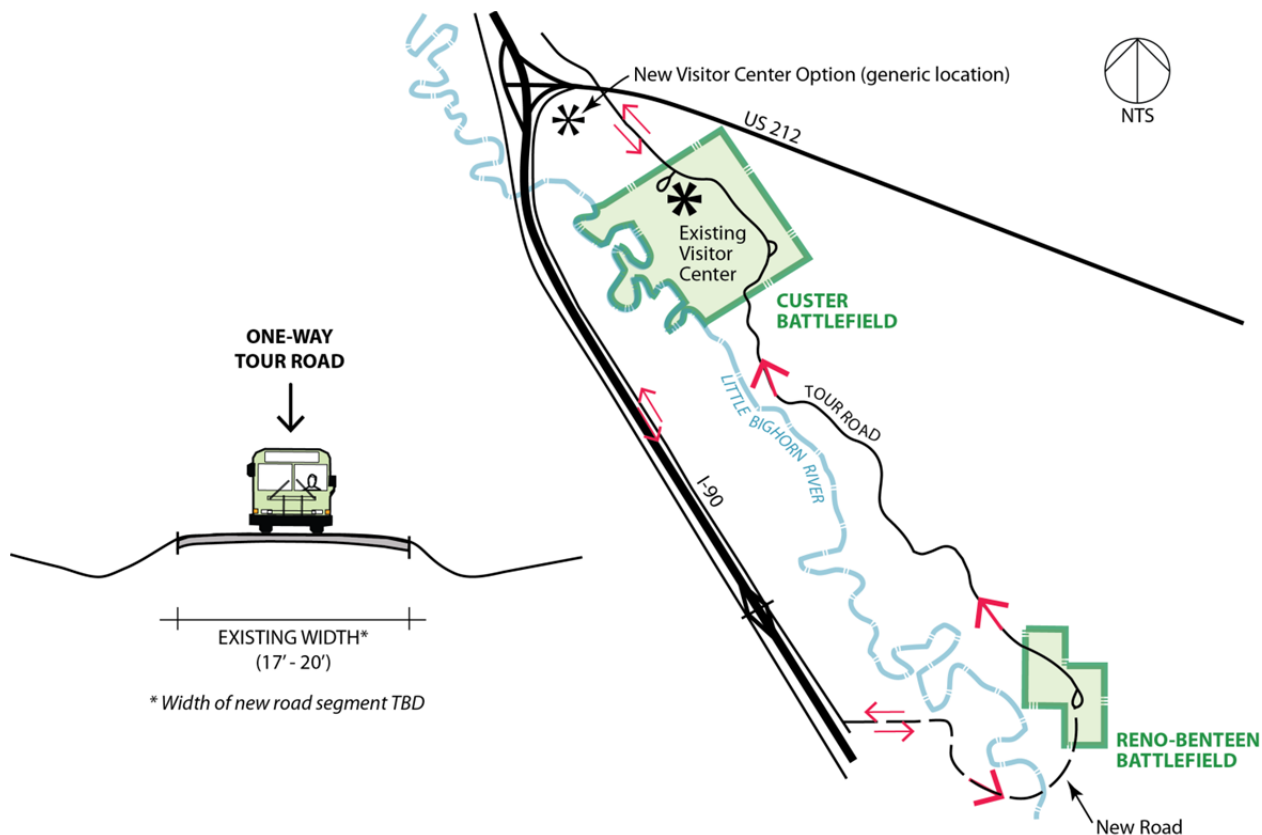 New Visitor Center Option (generic location)
NTS
US 212
Existing
Visitor
Center
CUSTER
BATTLEFIELD
ONE-WAY
TOUR ROAD
TOUR ROAD
LITTLE BIGHORN RIVER
I-90
EXISTING WIDTH*
(17' - 20')
* Width of new road segment TBD
RENO-BENTEEN
BATTLEFIELD
New Road